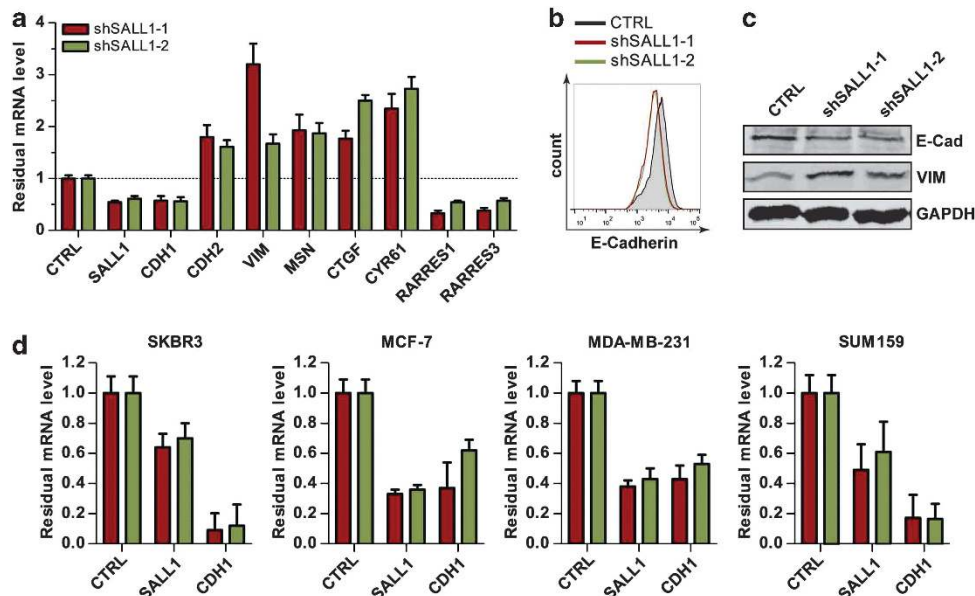 a
shSALL1-1
shSALL1-2
Residual mRNA level
4
3
2
1
0
CTRL
SALL1
CDH1
CDH2
VIM
MSN
CTGF
CYR61
RARRES1
RARRES3
b
CTRL
shSALL1-1
shSALL1-2
count
10² 10³ 10⁴ 10⁵
E-Cadherin
c
CTRL
shSALL1-1
shSALL1-2
E-Cad
VIM
GAPDH
d
SKBR3
Residual mRNA level
1.2
1.0
0.8
0.6
0.4
0.2
0.0
CTRL
SALL1
CDH1
MCF-7
Residual mRNA level
1.2
1.0
0.8
0.6
0.4
0.2
0.0
CTRL
SALL1
CDH1
MDA-MB-231
Residual mRNA level
1.2
1.0
0.8
0.6
0.4
0.2
0.0
CTRL
SALL1
CDH1
SUM159
Residual mRNA level
1.2
1.0
0.8
0.6
0.4
0.2
0.0
CTRL
SALL1
CDH1